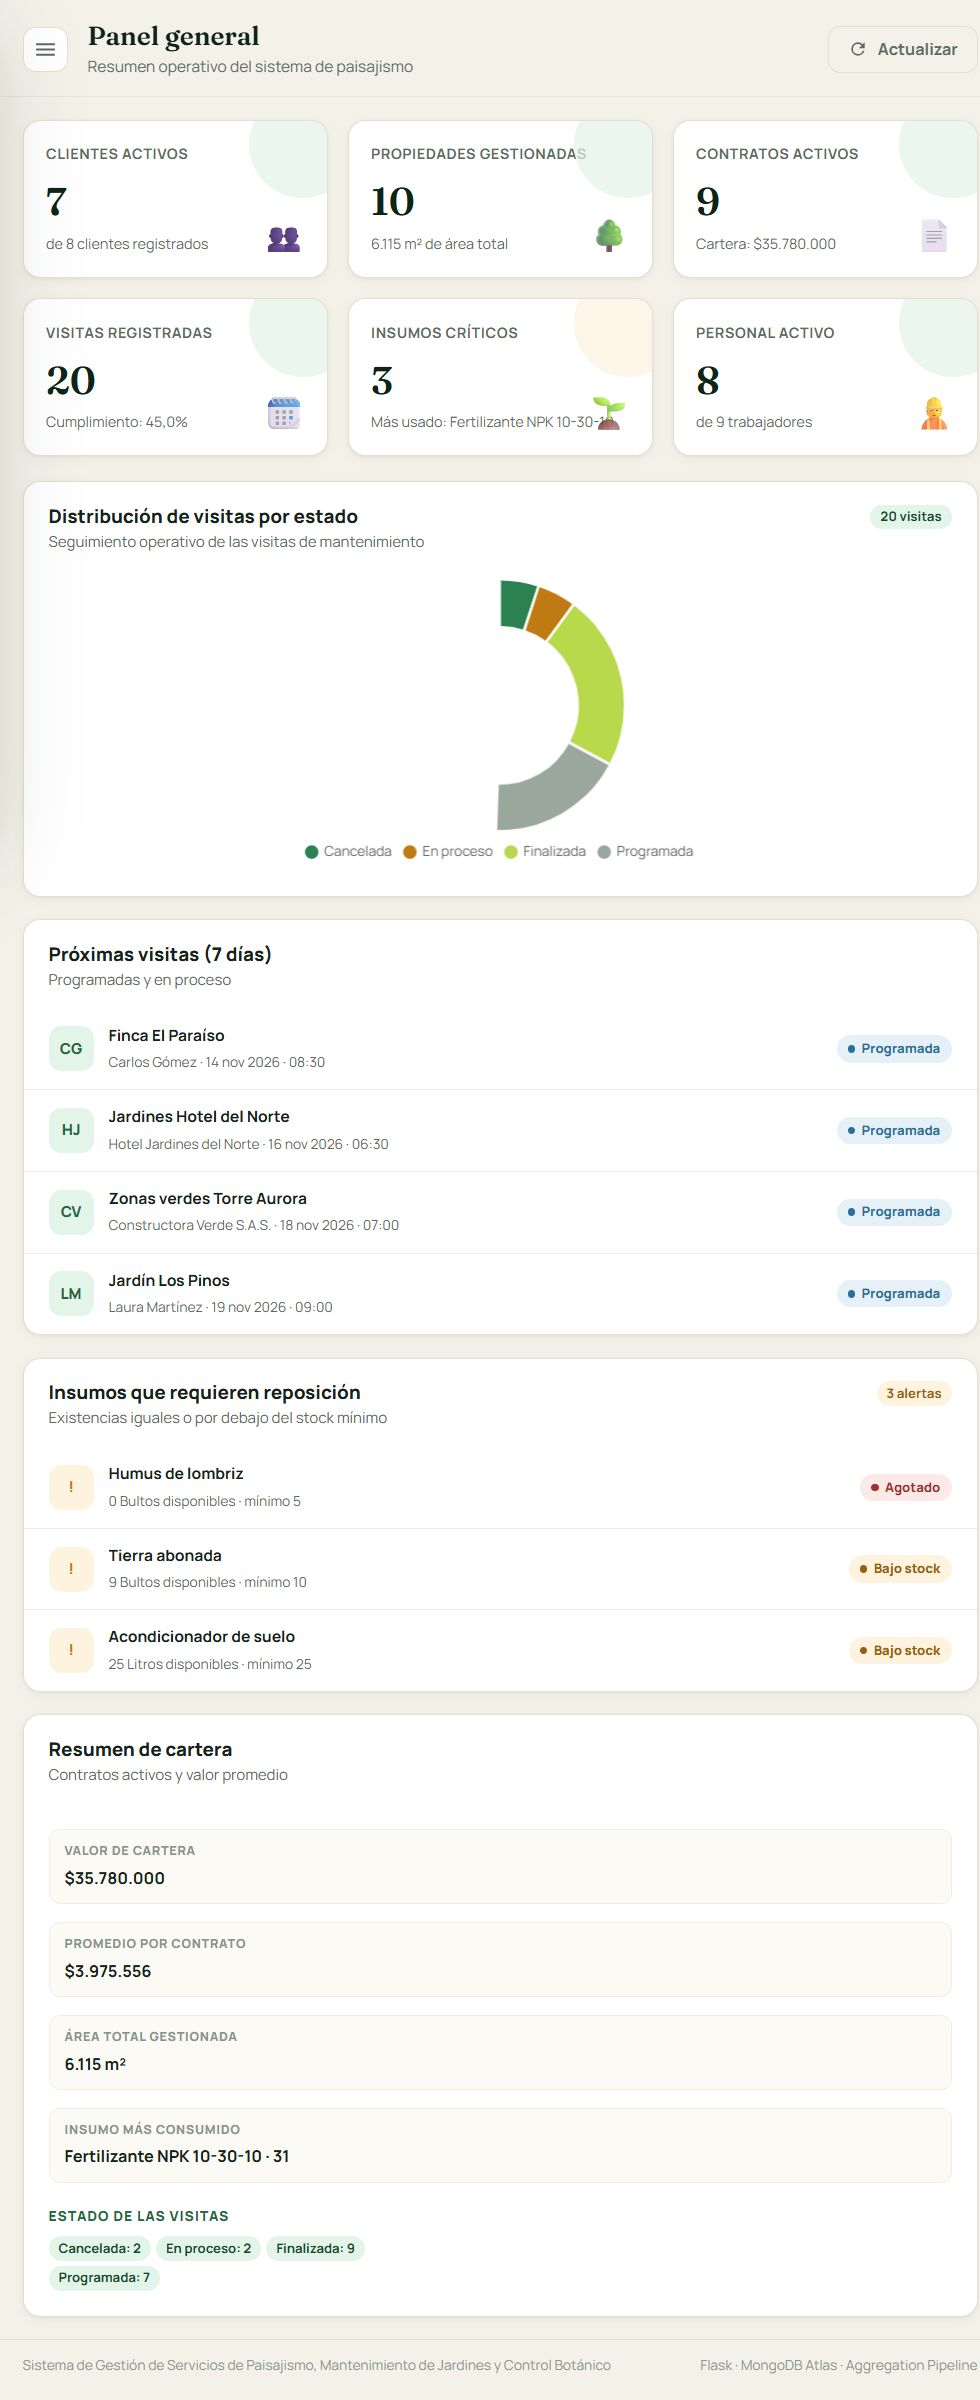 Panel general
Resumen operativo del sistema de paisajismo
Actualizar
CLIENTES ACTIVOS
7
de 8 clientes registrados
PROPIEDADES GESTIONADAS
10
6.115 m² de área total
CONTRATOS ACTIVOS
9
Cartera: $35.780.000
VISITAS REGISTRADAS
20
Cumplimiento: 45,0%
INSUMOS CRÍTICOS
3
Más usado: Fertilizante NPK 10-30-10
PERSONAL ACTIVO
8
de 9 trabajadores
Distribución de visitas por estado
20 visitas
Seguimiento operativo de las visitas de mantenimiento
Cancelada En proceso Finalizada Programada
Próximas visitas (7 días)
Programadas y en proceso
CG
Finca El Paraíso
Carlos Gómez · 14 nov 2026 · 08:30
Programada
HJ
Jardines Hotel del Norte
Hotel Jardines del Norte · 16 nov 2026 · 06:30
Programada
CV
Zonas verdes Torre Aurora
Constructora Verde S.A.S. · 18 nov 2026 · 07:00
Programada
LM
Jardín Los Pinos
Laura Martínez · 19 nov 2026 · 09:00
Programada
Insumos que requieren reposición
3 alertas
Existencias iguales o por debajo del stock mínimo
!
Humus de lombriz
0 Bultos disponibles · mínimo 5
Agotado
!
Tierra abonada
9 Bultos disponibles · mínimo 10
Bajo stock
!
Acondicionador de suelo
25 Litros disponibles · mínimo 25
Bajo stock
Resumen de cartera
Contratos activos y valor promedio
VALOR DE CARTERA
$35.780.000
PROMEDIO POR CONTRATO
$3.975.556
ÁREA TOTAL GESTIONADA
6.115 m²
INSUMO MÁS CONSUMIDO
Fertilizante NPK 10-30-10 · 31
ESTADO DE LAS VISITAS
Cancelada: 2 En proceso: 2 Finalizada: 9
Programada: 7
Sistema de Gestión de Servicios de Paisajismo, Mantenimiento de Jardines y Control Botánico
Flask · MongoDB Atlas · Aggregation Pipeline